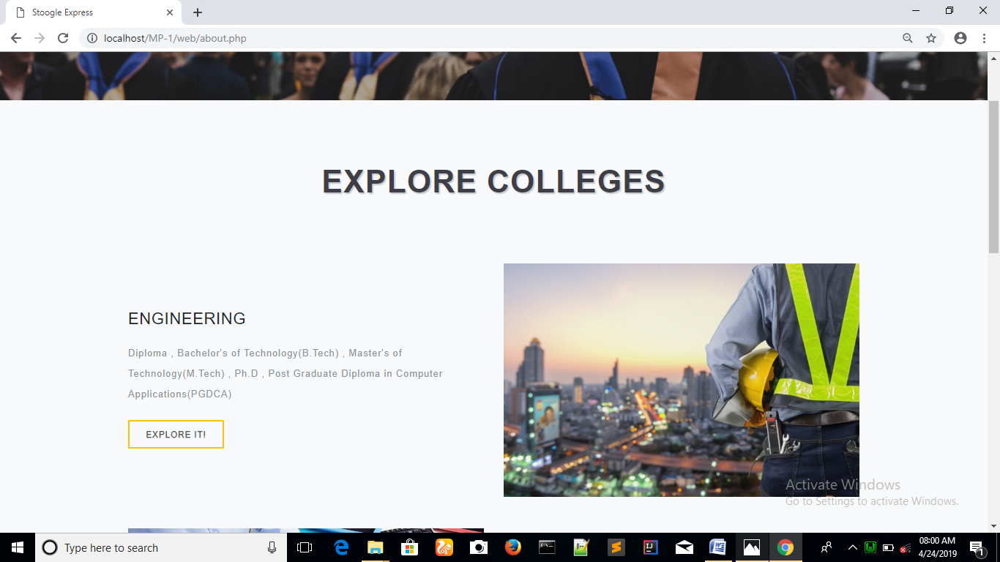 Stoogle Express
localhost/MP-1/web/about.php
EXPLORE COLLEGES
ENGINEERING
Diploma , Bachelor's of Technology(B.Tech) , Master's of
Technology(M.Tech) , Ph.D , Post Graduate Diploma in Computer
Applications(PGDCA)
EXPLORE IT!
Activate Windows
Go to Settings to activate Windows.
Type here to search
08:00 AM
4/24/2019